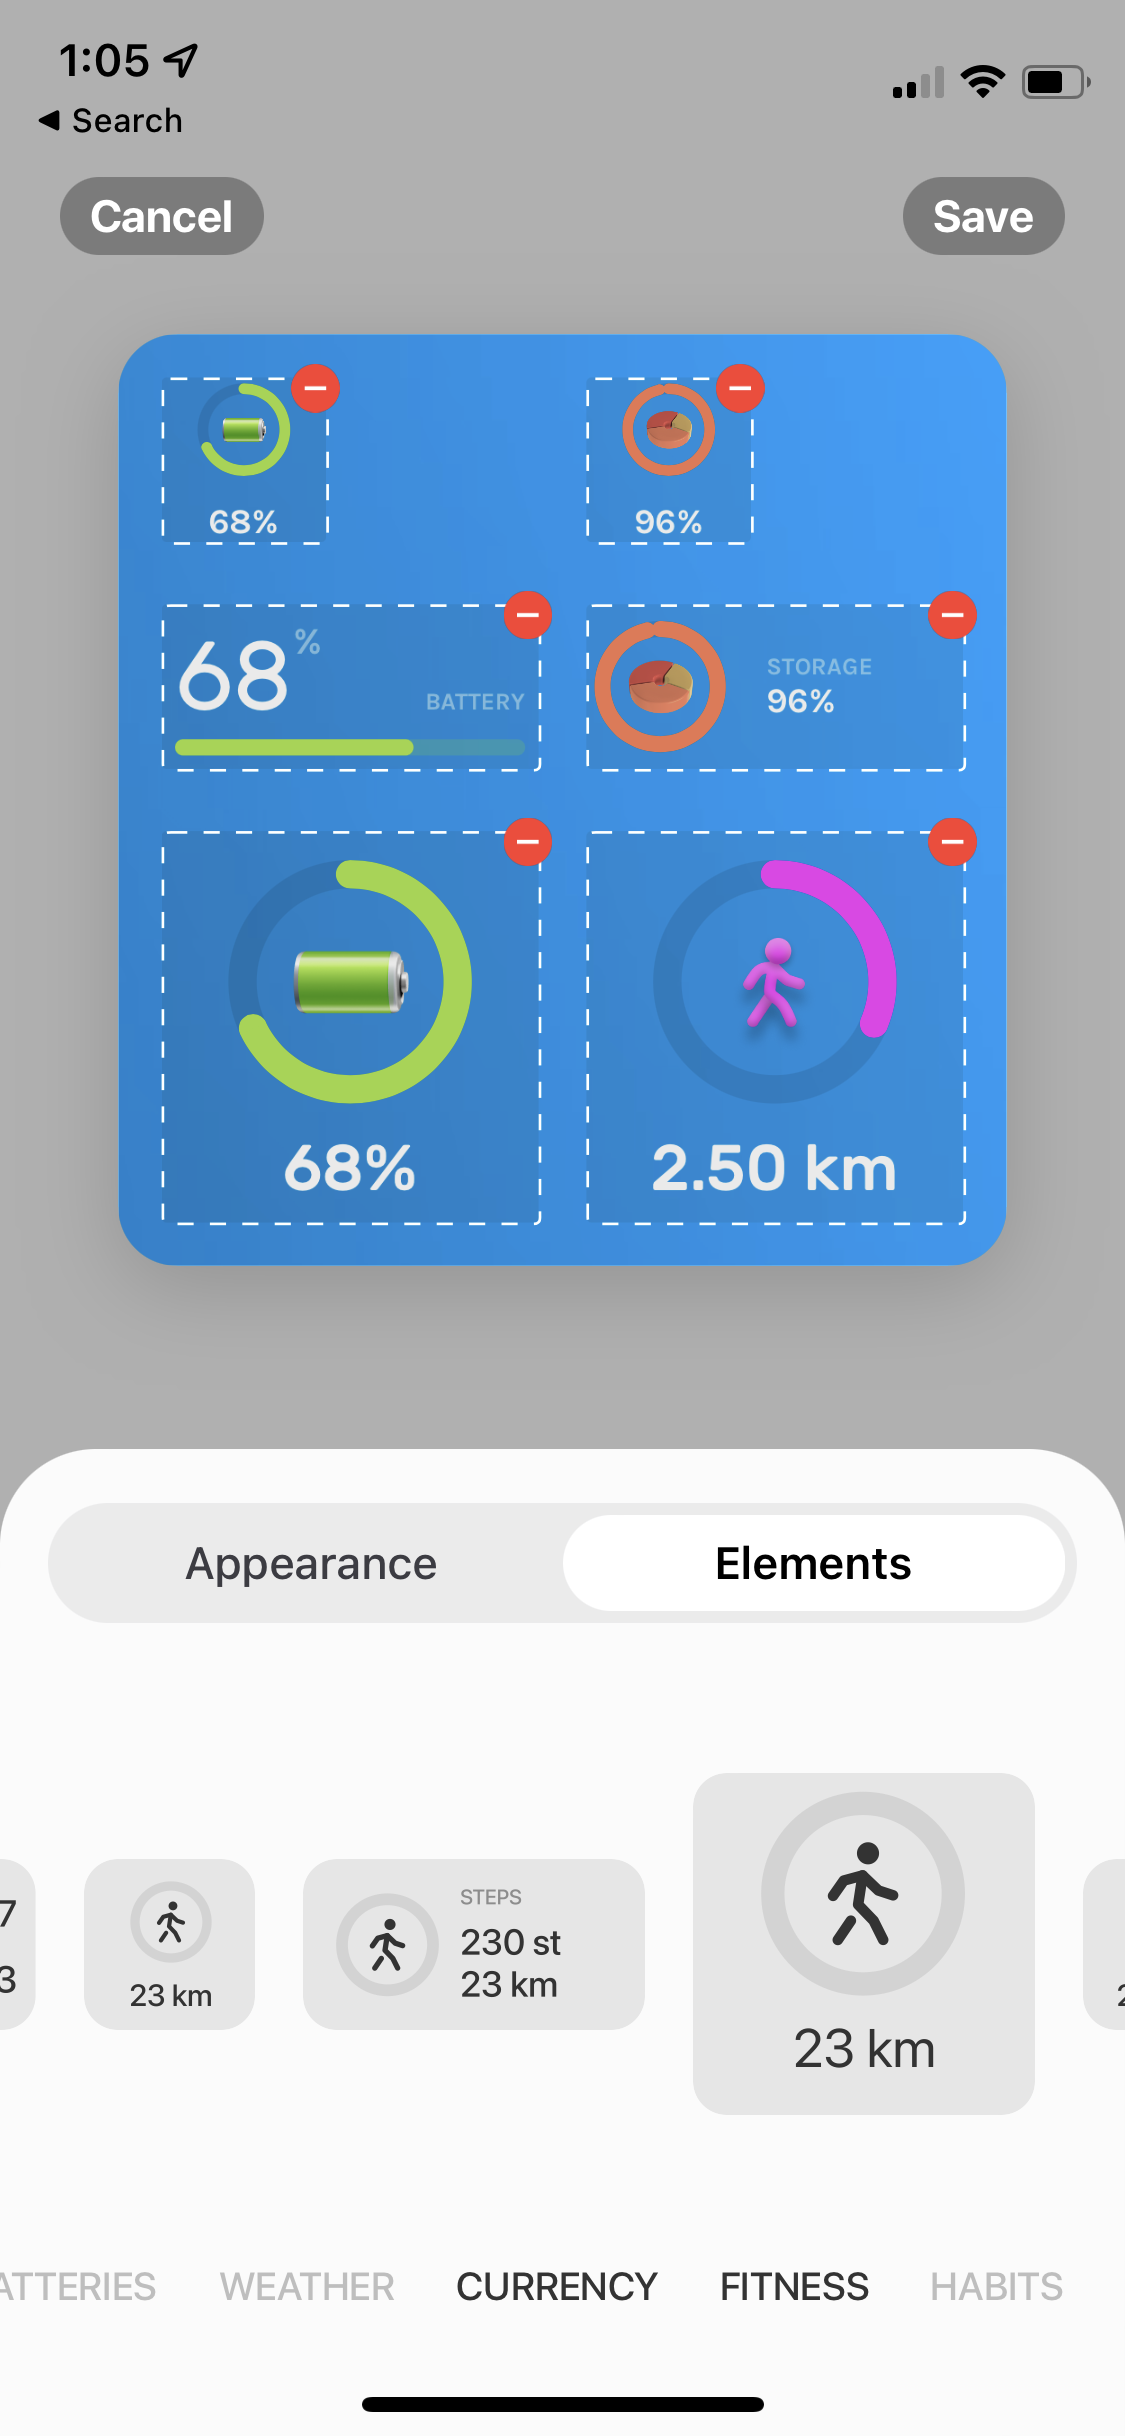 1:05
Search
Cancel
Save
68%
96%
68%
BATTERY
STORAGE
96%
68%
2.50 km
Appearance
Elements
7
3
23 km
STEPS
230 st
23 km
23 km
ATTERIES
WEATHER
CURRENCY
FITNESS
HABITS